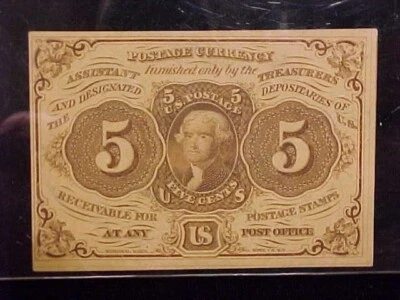 POSTAGE CURRENCY
furnished only by the
ASSISTANT TREASURERS
AND DESIGNATED DEPOSITARIES
OF THE U.S.
5 5
U.S. POSTAGE
5 5
FIVE CENTS
U S
RECEIVABLE FOR POSTAGE STAMPS
AT ANY US POST OFFICE